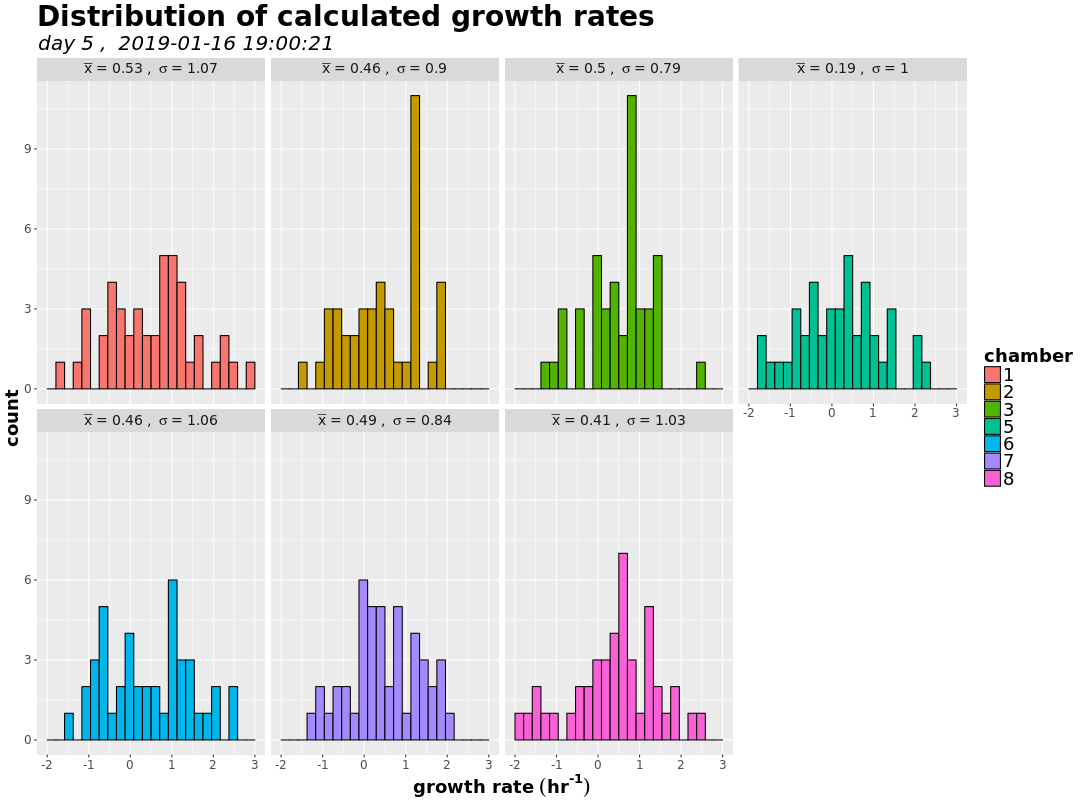 Distribution of calculated growth rates
day 5 ,  2019-01-16 19:00:21
x̅ = 0.53 ,  σ = 1.07
x̅ = 0.46 ,  σ = 0.9
x̅ = 0.5 ,  σ = 0.79
x̅ = 0.19 ,  σ = 1
9
6
3
0
-2 -1 0 1 2 3
x̅ = 0.46 ,  σ = 1.06
x̅ = 0.49 ,  σ = 0.84
x̅ = 0.41 ,  σ = 1.03
9
6
3
0
-2 -1 0 1 2 3
-2 -1 0 1 2 3
-2 -1 0 1 2 3
count
growth rate (hr⁻¹)
chamber
1
2
3
5
6
7
8